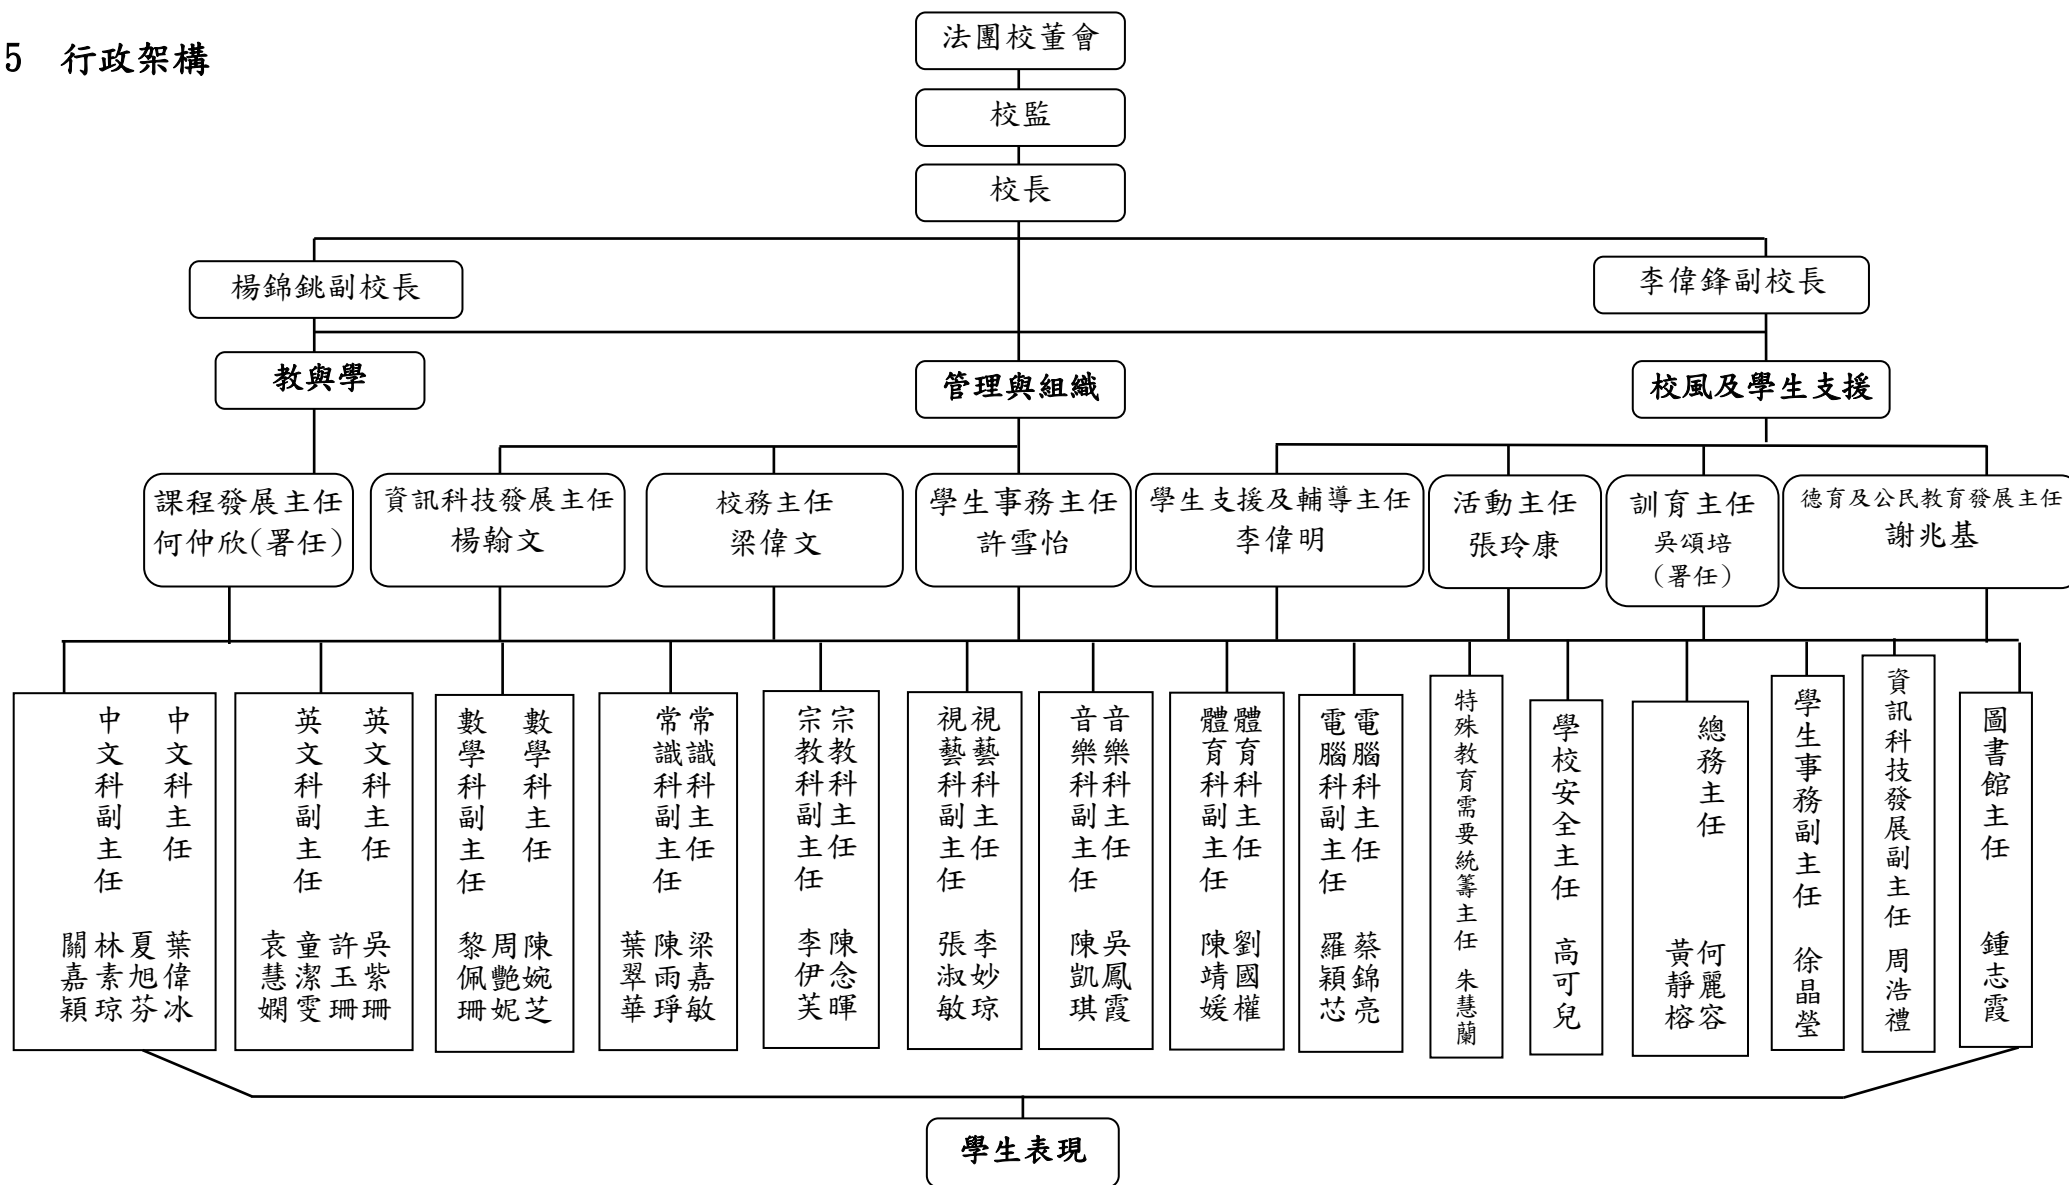 5 行政架構
法團校董會
校監
校長
楊錦銚副校長
李偉鋒副校長
教與學
管理與組織
校風及學生支援
課程發展主任
何仲欣(署任)
資訊科技發展主任
楊翰文
校務主任
梁偉文
學生事務主任
許雪怡
學生支援及輔導主任
李偉明
活動主任
張玲康
訓育主任
吳頌培
(署任)
德育及公民教育發展主任
謝兆基
中文科主任
中文科副主任
葉偉冰
夏旭芬
林素琼
關嘉穎
英文科主任
英文科副主任
吳紫珊
許玉珊
童潔雯
袁慧嫻
數學科主任
數學科副主任
陳婉芝
周艷妮
黎佩珊
常識科主任
常識科副主任
梁嘉敏
陳雨琤
葉翠華
宗教科主任
宗教科副主任
陳念暉
李伊芙
視藝科主任
視藝科副主任
李妙琼
張淑敏
音樂科主任
音樂科副主任
吳鳳霞
陳凱琪
體育科主任
體育科副主任
劉國權
陳靖媛
電腦科主任
電腦科副主任
蔡錦亮
羅穎芯
特殊教育需要統籌主任 朱慧蘭
學校安全主任 高可兒
總務主任
何麗容
黃靜榕
學生事務副主任 徐晶瑩
資訊科技發展副主任 周浩禮
圖書館主任 鍾志霞
學生表現